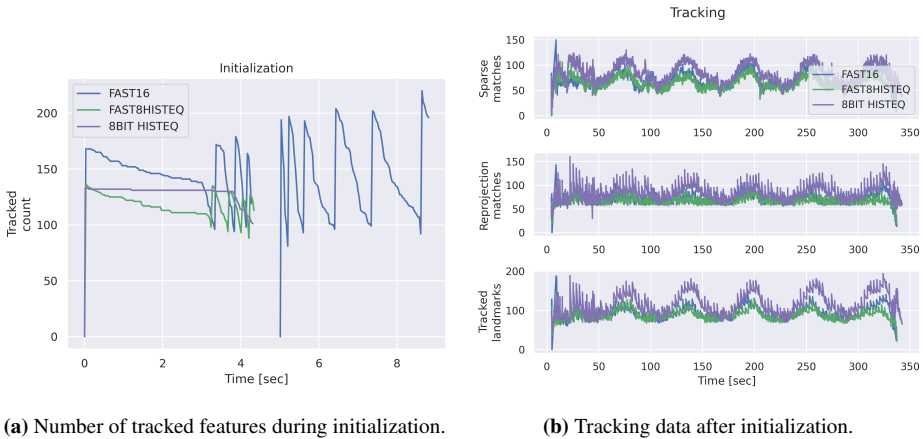 Initialization
FAST16
FAST8HISTEQ
8BIT HISTEQ
200
150
100
50
0
Tracked
count
0 2 4 6 8
Time [sec]
(a) Number of tracked features during initialization.
Tracking
150
100
50
0
Sparse
matches
FAST16
FAST8HISTEQ
8BIT HISTEQ
0 50 100 150 200 250 300 350
150
100
50
0
Reprojection
matches
0 50 100 150 200 250 300 350
200
100
0
Tracked
landmarks
0 50 100 150 200 250 300 350
Time [sec]
(b) Tracking data after initialization.